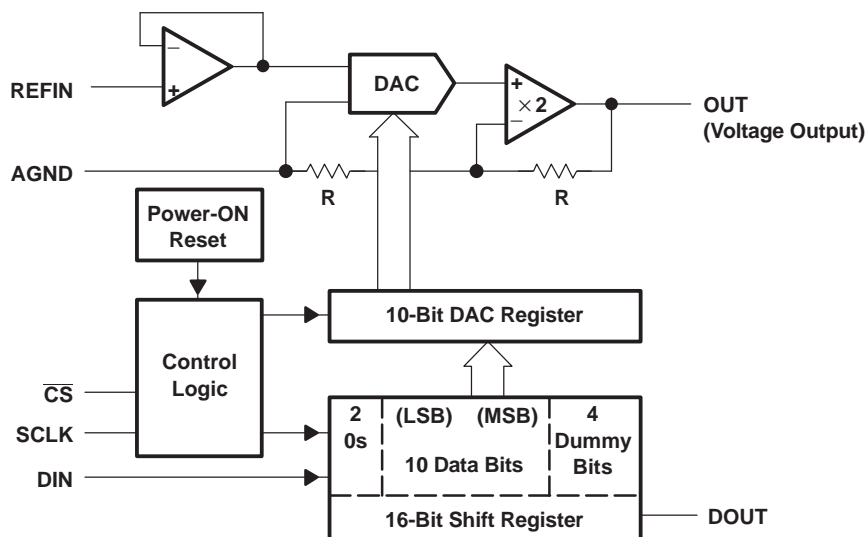 REFIN
−
+
DAC
+
× 2
−
OUT
(Voltage Output)
AGND
R
R
Power-ON
Reset
10-Bit DAC Register
Control
Logic
CS
SCLK
DIN
2
0s
(LSB) (MSB)
10 Data Bits
4
Dummy
Bits
16-Bit Shift Register
DOUT